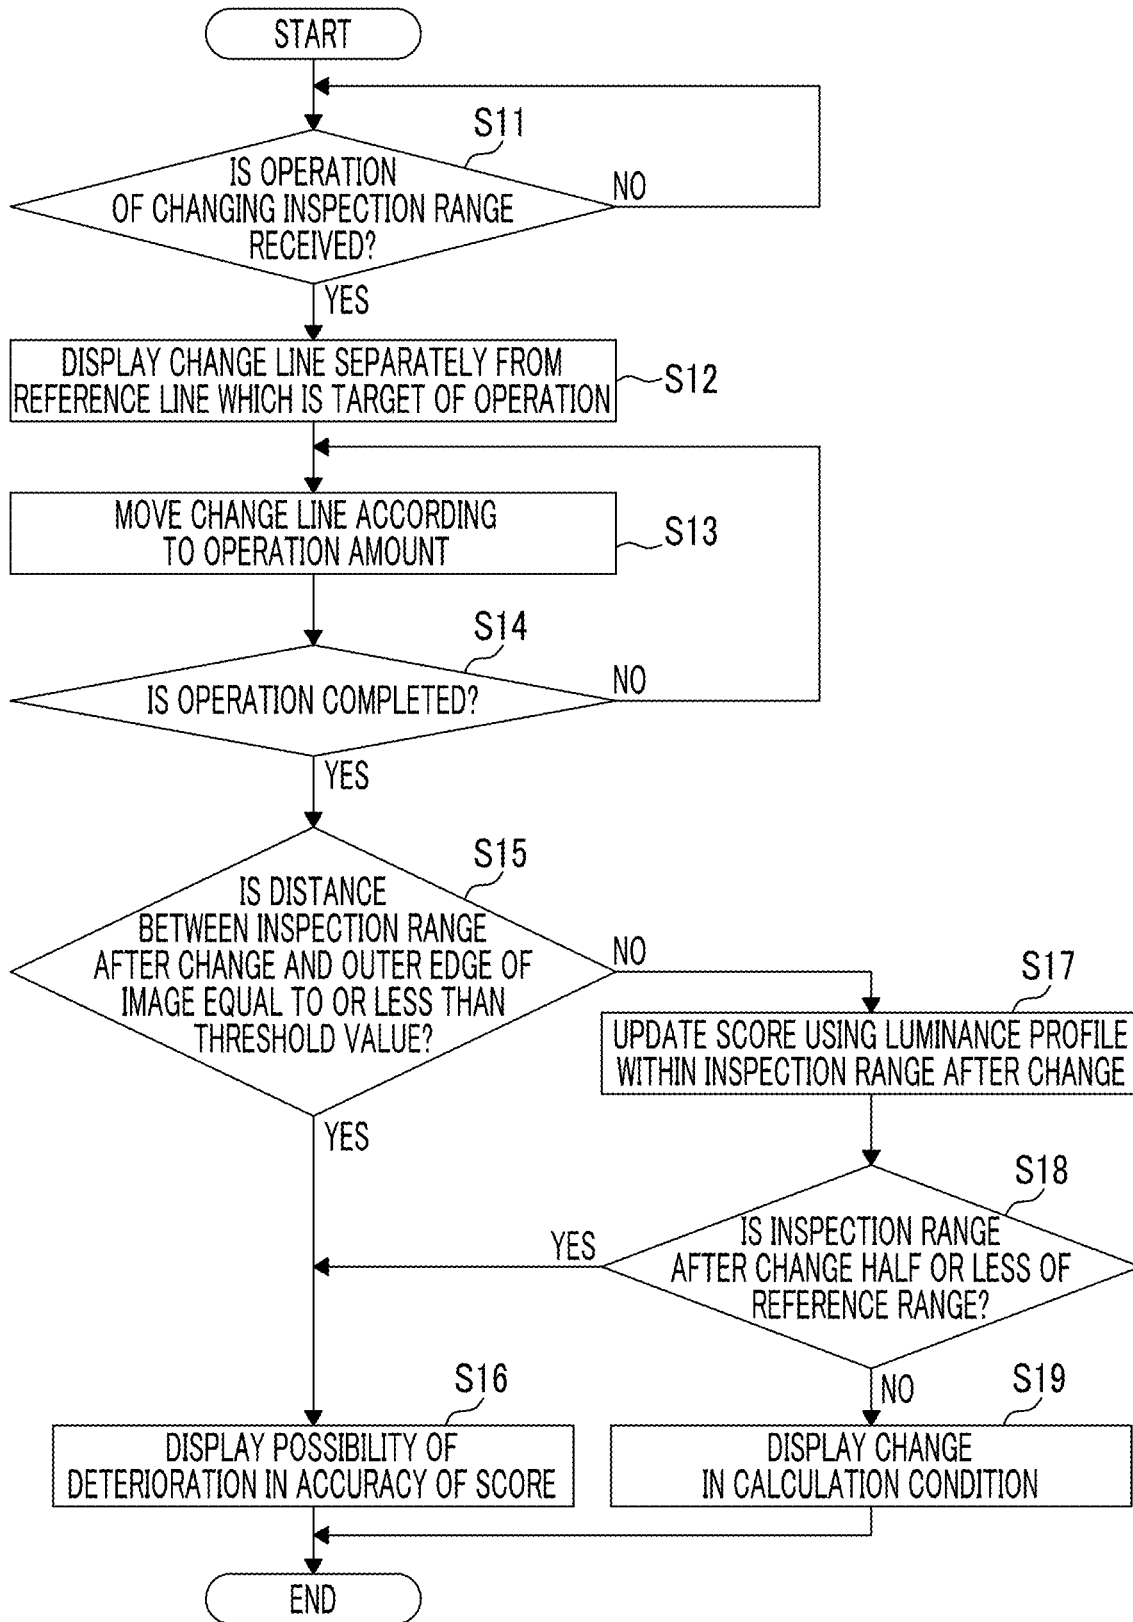 START
S11
IS OPERATION
OF CHANGING INSPECTION RANGE
RECEIVED?
NO
YES
DISPLAY CHANGE LINE SEPARATELY FROM
REFERENCE LINE WHICH IS TARGET OF OPERATION
S12
MOVE CHANGE LINE ACCORDING
TO OPERATION AMOUNT
S13
S14
IS OPERATION COMPLETED?
NO
YES
S15
IS DISTANCE
BETWEEN INSPECTION RANGE
AFTER CHANGE AND OUTER EDGE OF
IMAGE EQUAL TO OR LESS THAN
THRESHOLD VALUE?
NO
YES
S17
UPDATE SCORE USING LUMINANCE PROFILE
WITHIN INSPECTION RANGE AFTER CHANGE
S18
IS INSPECTION RANGE
AFTER CHANGE HALF OR LESS OF
REFERENCE RANGE?
YES
NO
S16
DISPLAY POSSIBILITY OF
DETERIORATION IN ACCURACY OF SCORE
S19
DISPLAY CHANGE
IN CALCULATION CONDITION
END